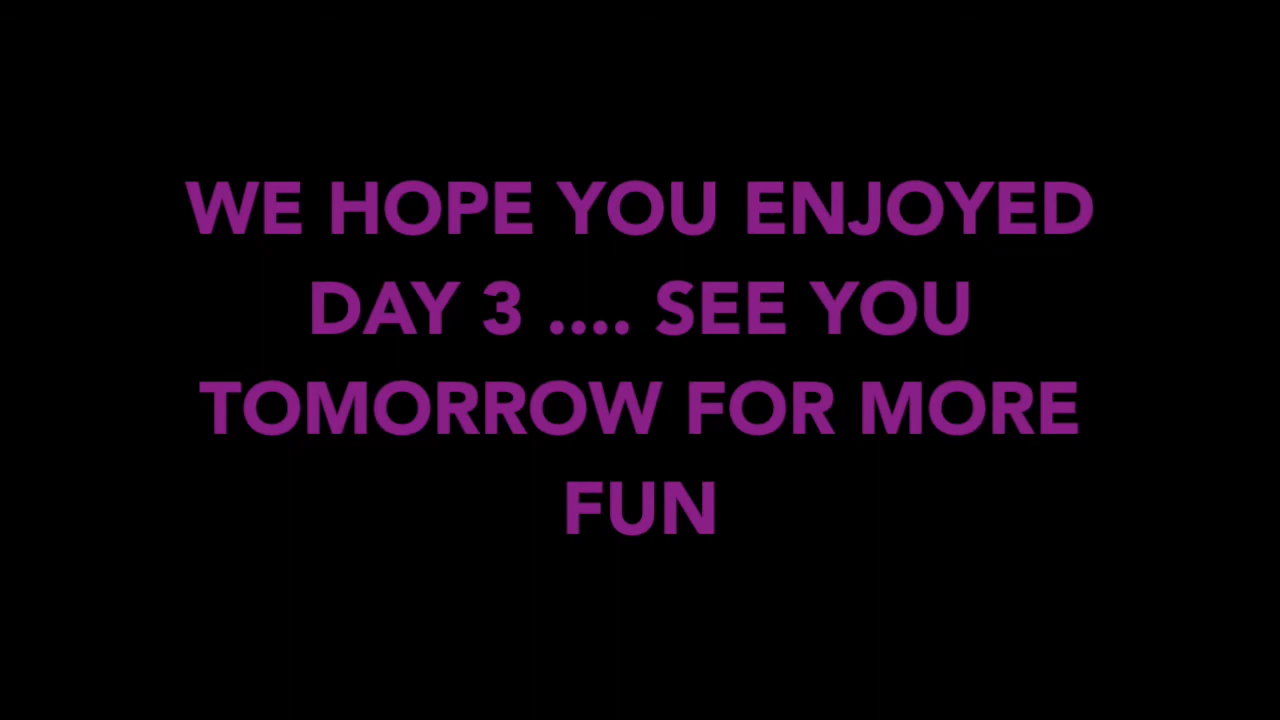 WE HOPE YOU ENJOYED
DAY 3 .... SEE YOU
TOMORROW FOR MORE
FUN